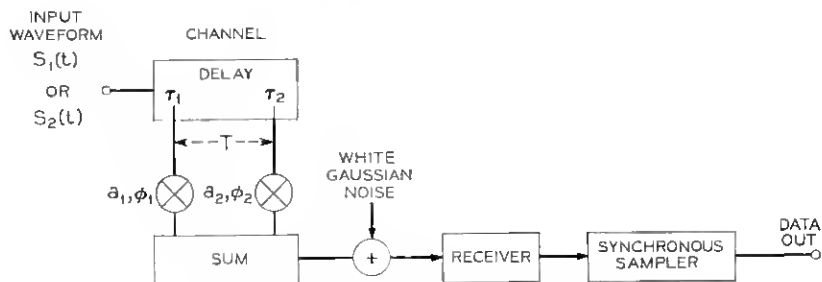 INPUT
WAVEFORM
S₁(t)
OR
S₂(t)
CHANNEL
DELAY
τ₁ τ₂
T
a₁,ϕ₁ a₂,ϕ₂
SUM
WHITE
GAUSSIAN
NOISE
+
RECEIVER
SYNCHRONOUS
SAMPLER
DATA
OUT